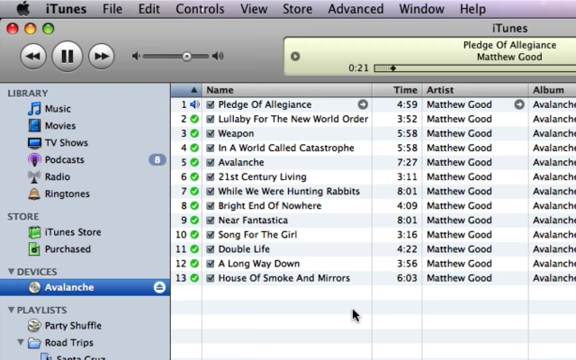 iTunes File Edit Controls View Store Advanced Window Help
iTunes
Pledge Of Allegiance
Matthew Good
0:21
LIBRARY
Music
Movies
TV Shows
Podcasts 8
Radio
Ringtones
STORE
iTunes Store
Purchased
DEVICES
Avalanche
PLAYLISTS
Party Shuffle
Road Trips
Santa Cruz
Name Time Artist Album
1 Pledge Of Allegiance 4:59 Matthew Good Avalanche
2 Lullaby For The New World Order 3:52 Matthew Good Avalanche
3 Weapon 5:58 Matthew Good Avalanche
4 In A World Called Catastrophe 5:58 Matthew Good Avalanche
5 Avalanche 7:27 Matthew Good Avalanche
6 21st Century Living 3:11 Matthew Good Avalanche
7 While We Were Hunting Rabbits 8:01 Matthew Good Avalanche
8 Bright End Of Nowhere 4:09 Matthew Good Avalanche
9 Near Fantastica 8:01 Matthew Good Avalanche
10 Song For The Girl 3:16 Matthew Good Avalanche
11 Double Life 4:22 Matthew Good Avalanche
12 A Long Way Down 3:56 Matthew Good Avalanche
13 House Of Smoke And Mirrors 6:03 Matthew Good Avalanche